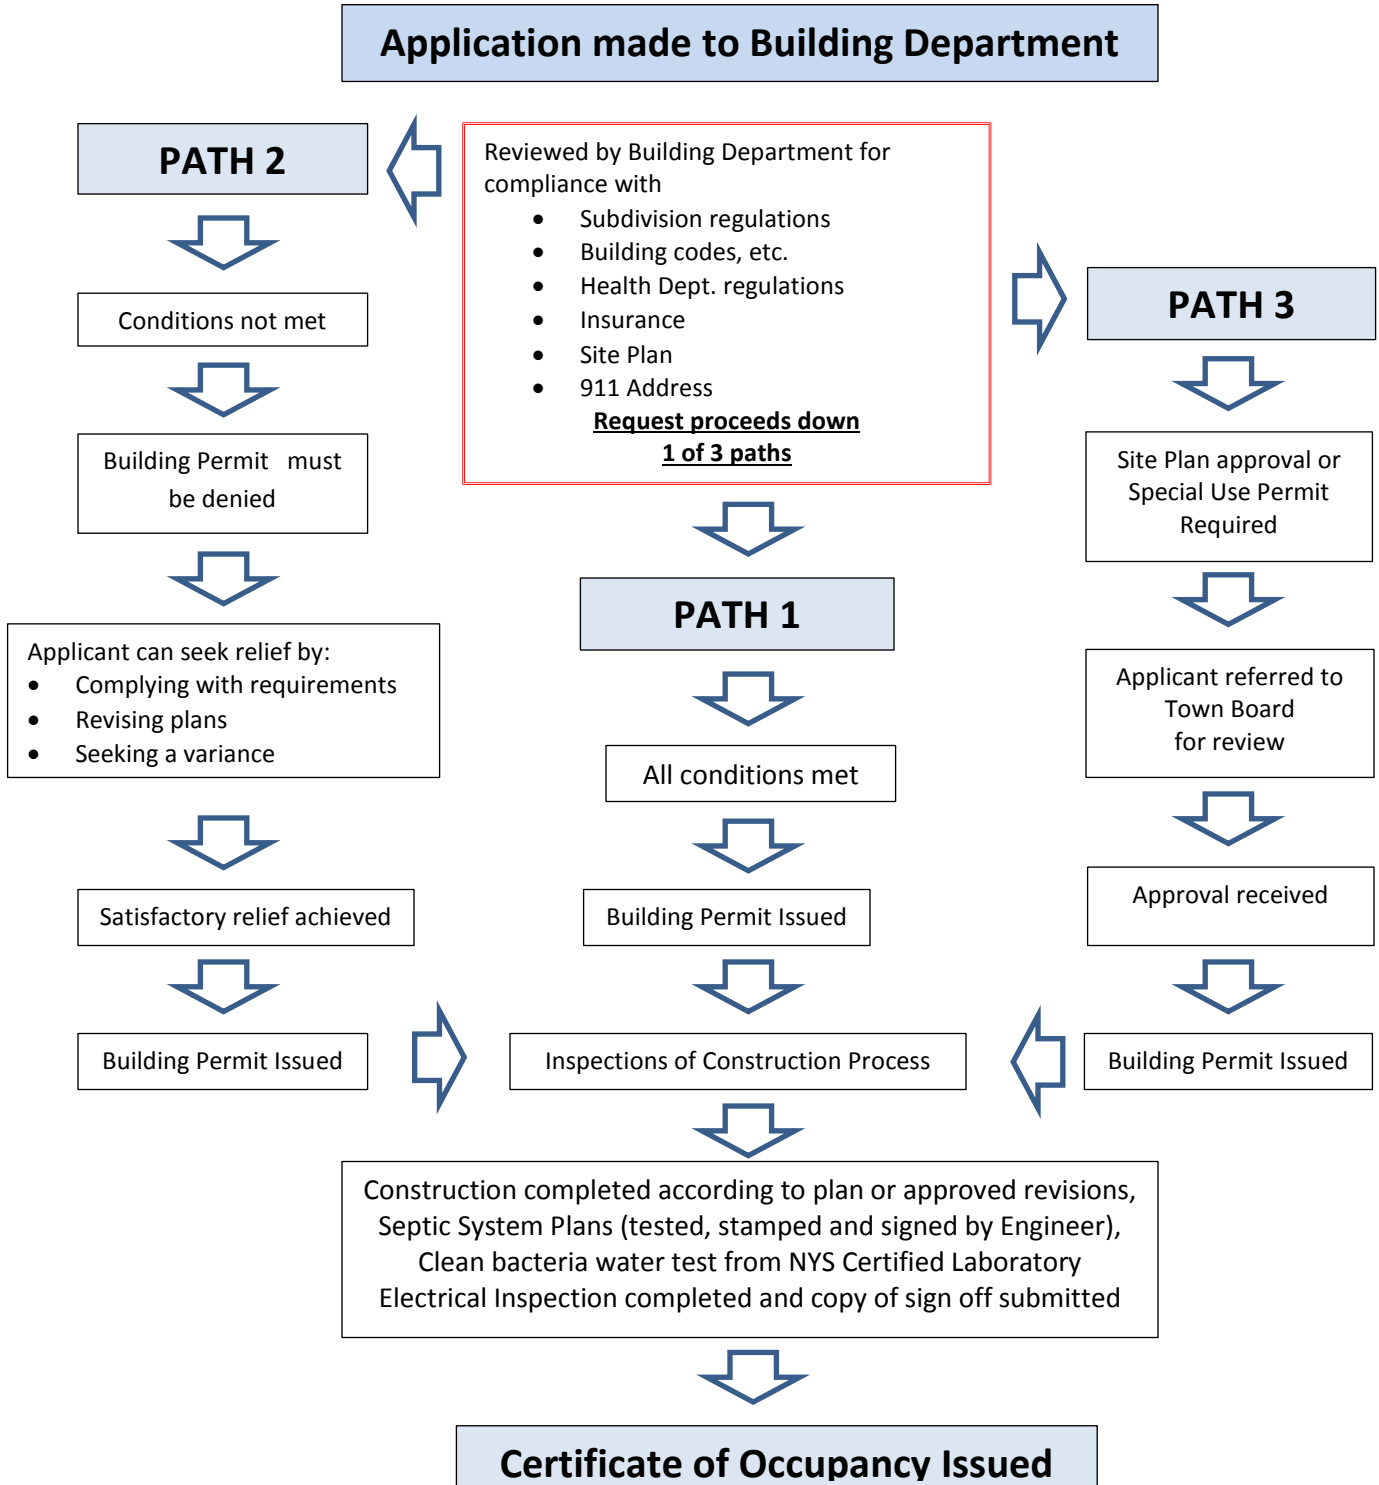 Application made to Building Department
PATH 2
Reviewed by Building Department for
compliance with
• Subdivision regulations
• Building codes, etc.
• Health Dept. regulations
• Insurance
• Site Plan
• 911 Address
Request proceeds down
1 of 3 paths
PATH 3
Conditions not met
Building Permit must
be denied
Site Plan approval or
Special Use Permit
Required
PATH 1
Applicant can seek relief by:
• Complying with requirements
• Revising plans
• Seeking a variance
Applicant referred to
Town Board
for review
All conditions met
Satisfactory relief achieved
Building Permit Issued
Approval received
Building Permit Issued
Inspections of Construction Process
Building Permit Issued
Construction completed according to plan or approved revisions,
Septic System Plans (tested, stamped and signed by Engineer),
Clean bacteria water test from NYS Certified Laboratory
Electrical Inspection completed and copy of sign off submitted
Certificate of Occupancy Issued